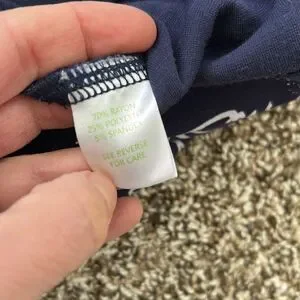 70% RAYON
25% POLYESTER
5% SPANDEX
SEE REVERSE
FOR CARE